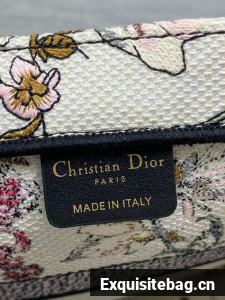 Christian Dior
PARIS
MADE IN ITALY
Exquisitebag.cn